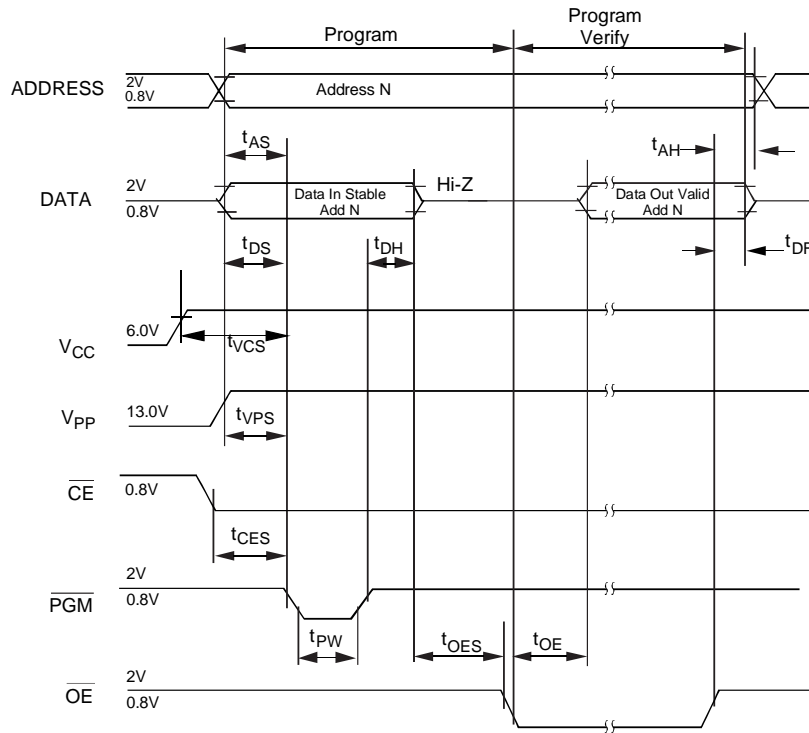 Program
Program
Verify
ADDRESS
2V
0.8V
Address N
tAS
tAH
DATA
2V
0.8V
Data In Stable
Add N
Hi-Z
Data Out Valid
Add N
tDS
tDH
tDF
VCC
6.0V
tVCS
VPP
13.0V
tVPS
CE
0.8V
tCES
PGM
2V
0.8V
tPW
tOES
tOE
OE
2V
0.8V